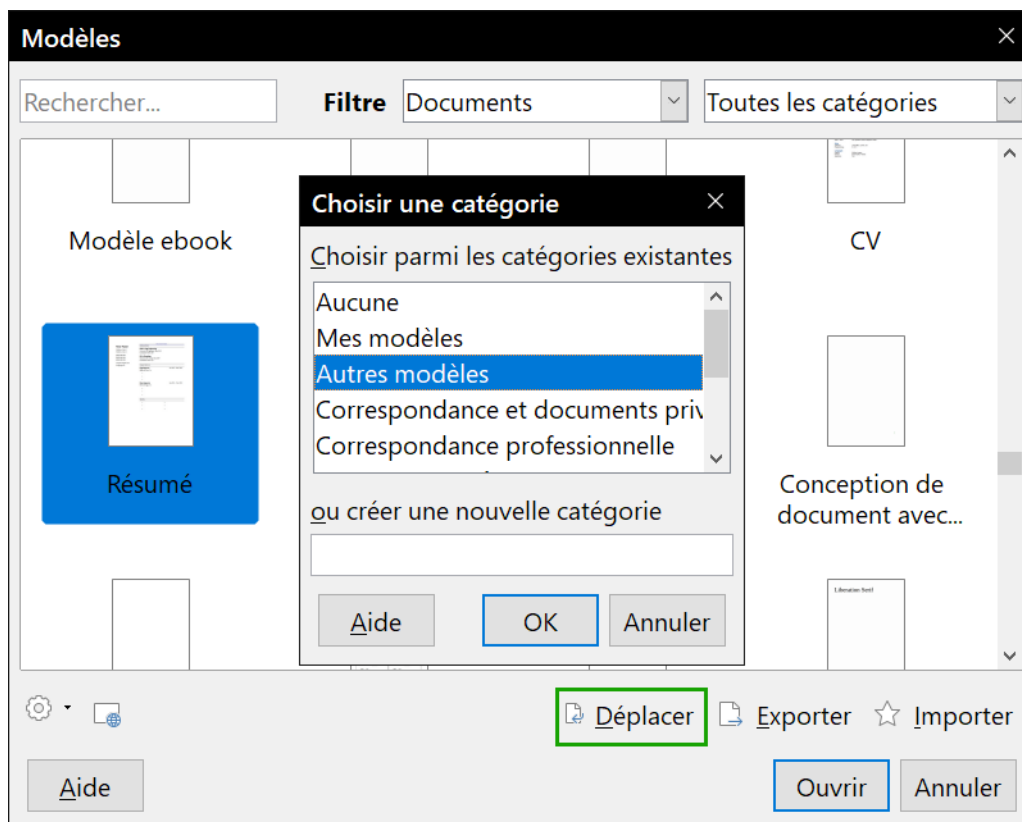 Modèles
Rechercher...
Filtre
Documents
Toutes les catégories
Modèle ebook
CV
Choisir une catégorie
Choisir parmi les catégories existantes
Aucune
Mes modèles
Autres modèles
Correspondance et documents priv
Correspondance professionnelle
Résumé
Conception de
document avec...
ou créer une nouvelle catégorie
Aide
OK
Annuler
Liberation Serif
Déplacer
Exporter
Importer
Aide
Ouvrir
Annuler